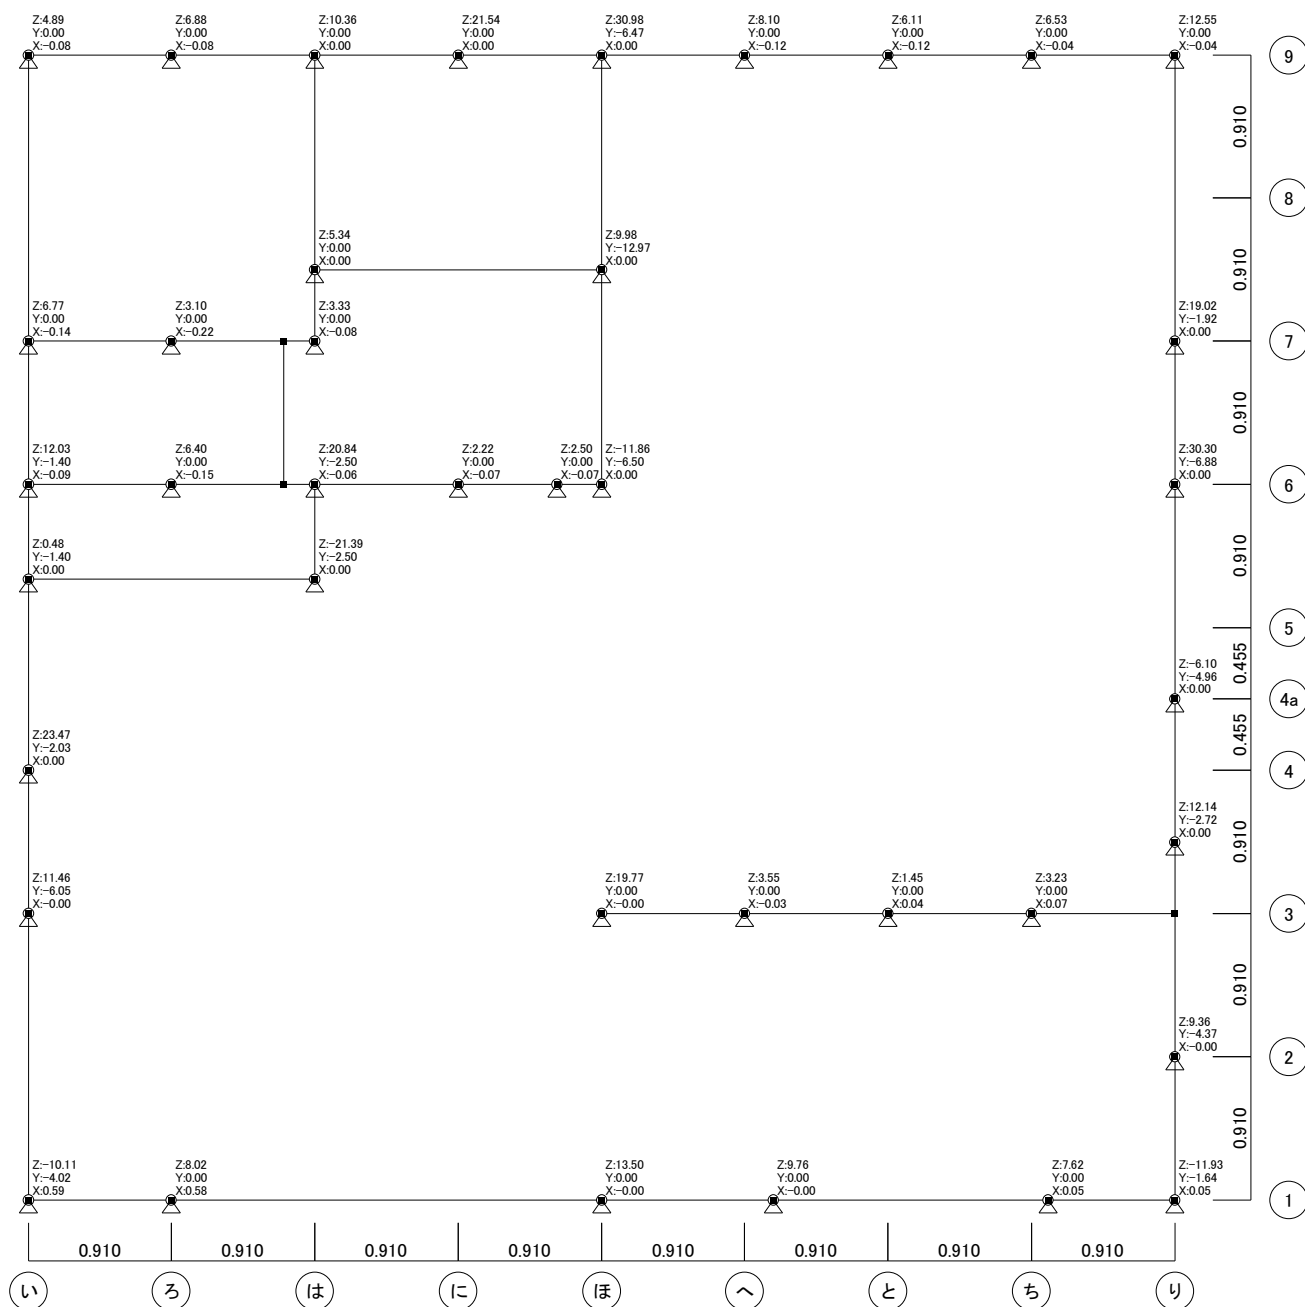 Z:4.89
Y:0.00
X:-0.08
Z:6.88
Y:0.00
X:-0.08
Z:10.36
Y:0.00
X:0.00
Z:21.54
Y:0.00
X:0.00
Z:30.98
Y:-6.47
X:0.00
Z:8.10
Y:0.00
X:-0.12
Z:6.11
Y:0.00
X:-0.12
Z:6.53
Y:0.00
X:-0.04
Z:12.55
Y:0.00
X:-0.04
9
0.910
8
Z:5.34
Y:0.00
X:0.00
Z:9.98
Y:-12.97
X:0.00
0.910
Z:6.77
Y:0.00
X:-0.14
Z:3.10
Y:0.00
X:-0.22
Z:3.33
Y:0.00
X:-0.08
Z:19.02
Y:-1.92
X:0.00
7
0.910
Z:12.03
Y:-1.40
X:-0.09
Z:6.40
Y:0.00
X:-0.15
Z:20.84
Y:-2.50
X:-0.06
Z:2.22
Y:0.00
X:-0.07
Z:2.50
Y:0.00
X:-0.07
Z:-11.86
Y:-6.50
X:0.00
Z:30.30
Y:-6.88
X:0.00
6
0.910
Z:0.48
Y:-1.40
X:0.00
Z:-21.39
Y:-2.50
X:0.00
5
0.455
Z:-6.10
Y:-4.96
X:0.00
4a
0.455
Z:23.47
Y:-2.03
X:0.00
4
0.910
Z:12.14
Y:-2.72
X:0.00
Z:11.46
Y:-6.05
X:-0.00
Z:19.77
Y:0.00
X:-0.00
Z:3.55
Y:0.00
X:-0.03
Z:1.45
Y:0.00
X:0.04
Z:3.23
Y:0.00
X:0.07
3
0.910
Z:9.36
Y:-4.37
X:-0.00
2
0.910
Z:-10.11
Y:-4.02
X:0.59
Z:8.02
Y:0.00
X:0.58
Z:13.50
Y:0.00
X:-0.00
Z:9.76
Y:0.00
X:-0.00
Z:7.62
Y:0.00
X:0.05
Z:-11.93
Y:-1.64
X:0.05
1
0.910 0.910 0.910 0.910 0.910 0.910 0.910 0.910
い ろ は に ほ へ と ち り